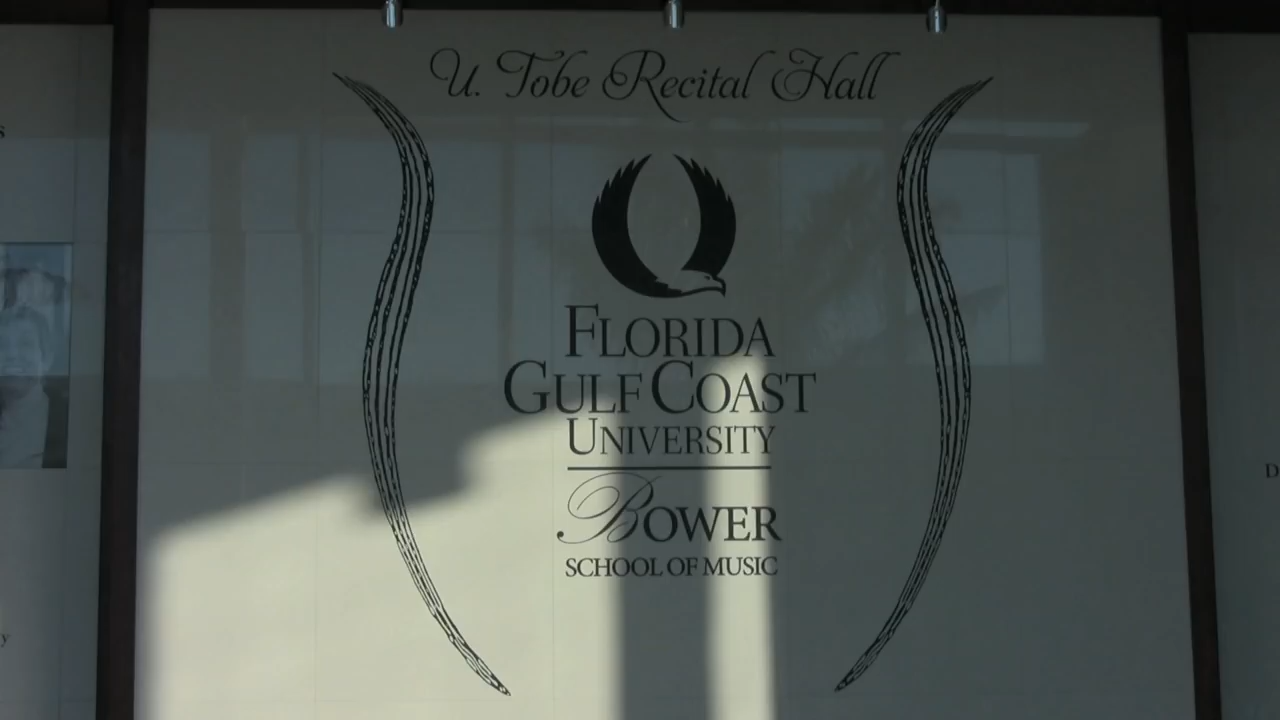 U. Tobe Recital Hall
FLORIDA
GULF COAST
UNIVERSITY
BOWER
SCHOOL OF MUSIC